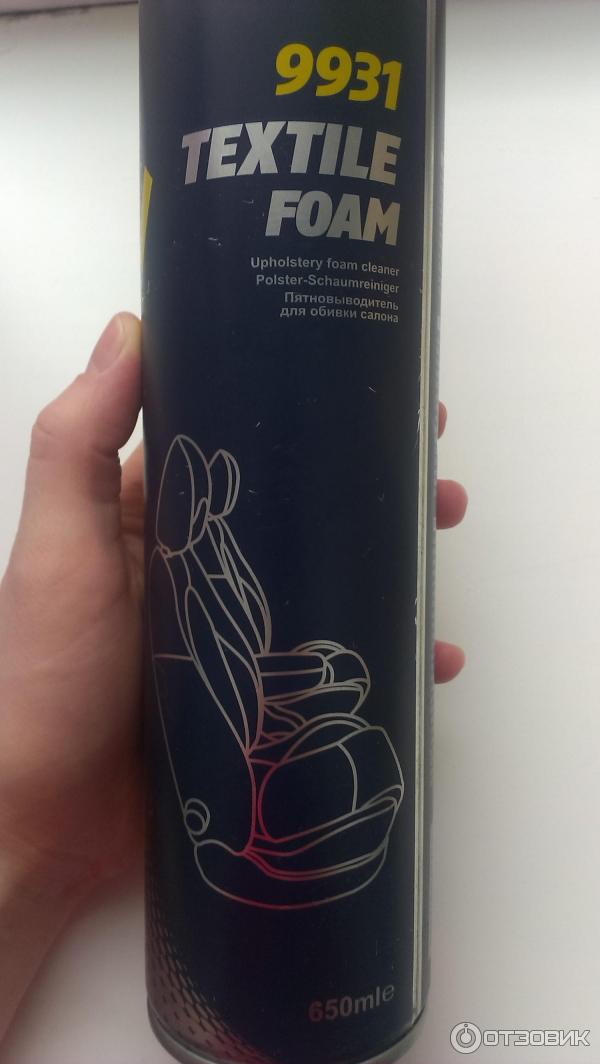 9931
TEXTILE
FOAM
Upholstery foam cleaner
Polster-Schaumreiniger
Пятновыводитель
для обивки салона
650ml℮
ОТЗОВИК